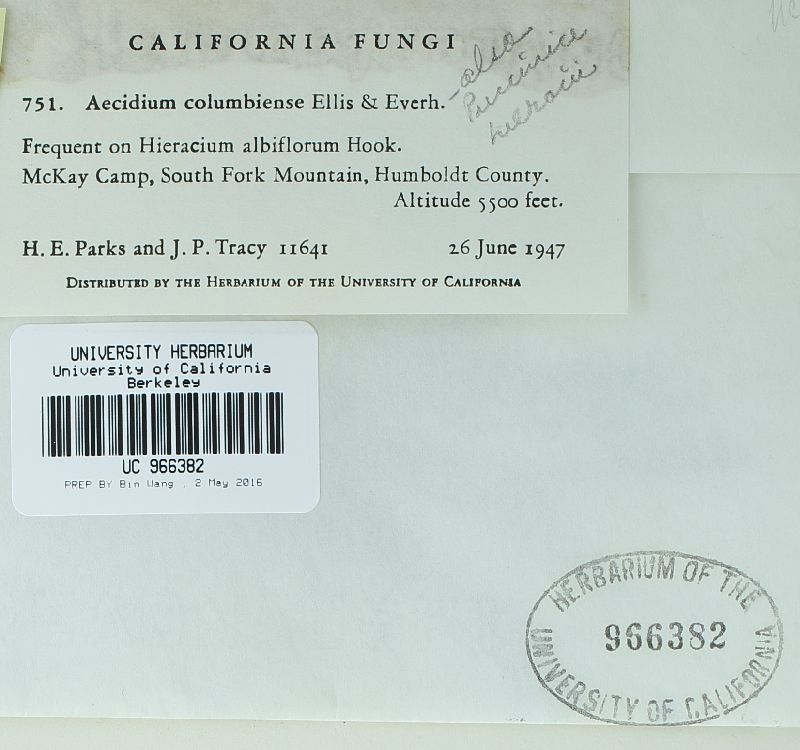 CALIFORNIA FUNGI
751. Aecidium columbiense Ellis & Everh. -also
Puccinia
hieracii
Frequent on Hieracium albiflorum Hook.
McKay Camp, South Fork Mountain, Humboldt County.
Altitude 5500 feet.
H. E. Parks and J. P. Tracy 11641 26 June 1947
DISTRIBUTED BY THE HERBARIUM OF THE UNIVERSITY OF CALIFORNIA
UNIVERSITY HERBARIUM
University of California
Berkeley
UC 966382
PREP BY Bin Wang , 2 May 2016
HERBARIUM OF THE
966382
UNIVERSITY OF CALIFORNIA